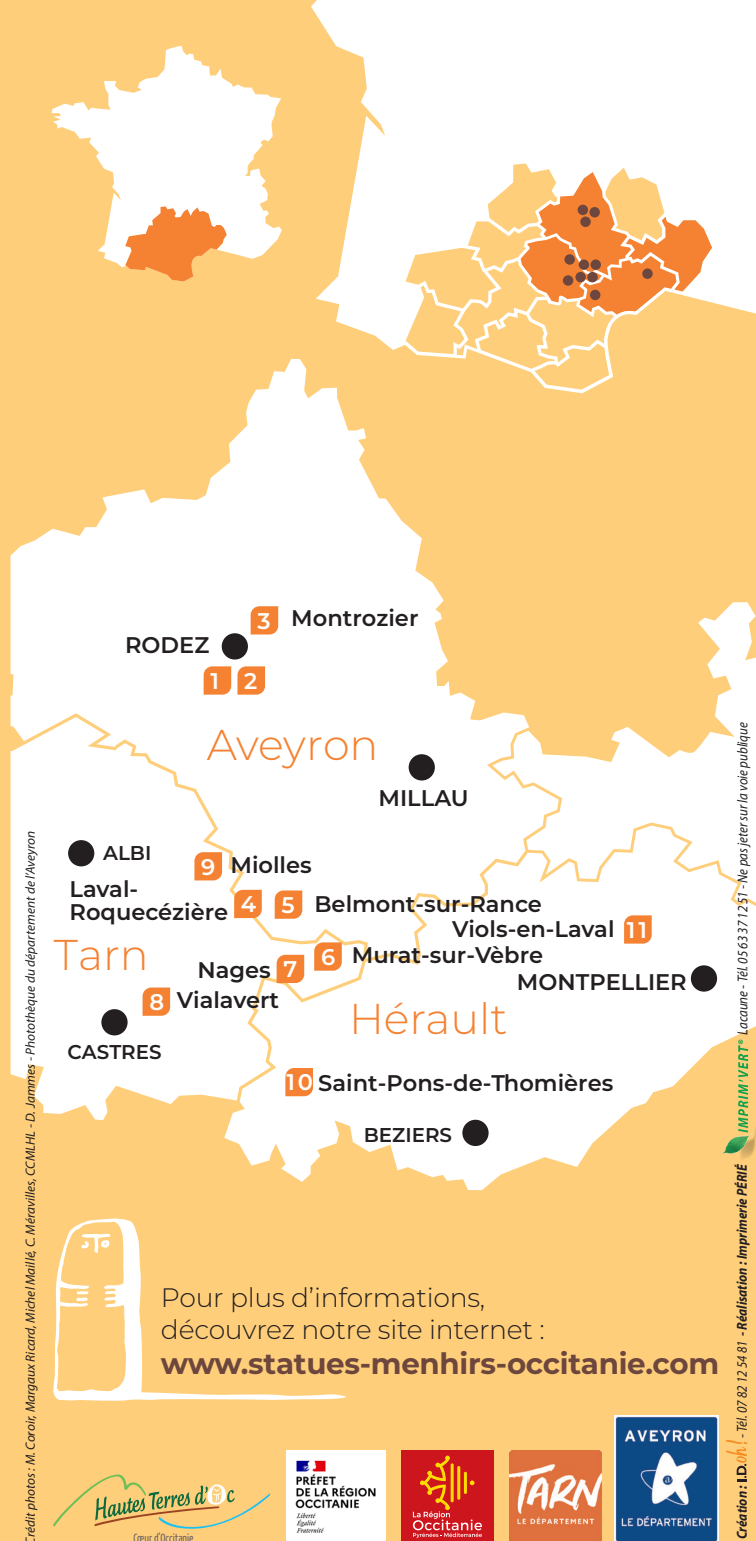 3 Montrozier
RODEZ
1 2
Aveyron
MILLAU
ALBI
9 Miolles
Laval-
Roquecézière 4
5 Belmont-sur-Rance
Viols-en-Laval 11
Tarn
6 Murat-sur-Vèbre
Nages 7
MONTPELLIER
8 Vialavert
Hérault
CASTRES
10 Saint-Pons-de-Thomières
BEZIERS
Pour plus d'informations,
découvrez notre site internet :
www.statues-menhirs-occitanie.com
Hautes Terres d'Oc
Cœur d'Occitanie
PRÉFET
DE LA RÉGION
OCCITANIE
Liberté
Égalité
Fraternité
La Région
Occitanie
Pyrénées - Méditerranée
TARN
LE DÉPARTEMENT
AVEYRON
LE DÉPARTEMENT
Crédit photos : M. Coroir, Margaux Ricard, Michel Maillé, C. Méravilles, CCMLHL - D. Jammes - Photothèque du département de l'Aveyron
Création : I.D.oh! - Tél. 07 82 12 54 81 - Réalisation : Imprimerie PÉRIÉ IMPRIM'VERT® Lacaune - Tél. 05 63 37 12 51 - Ne pas jeter sur la voie publique